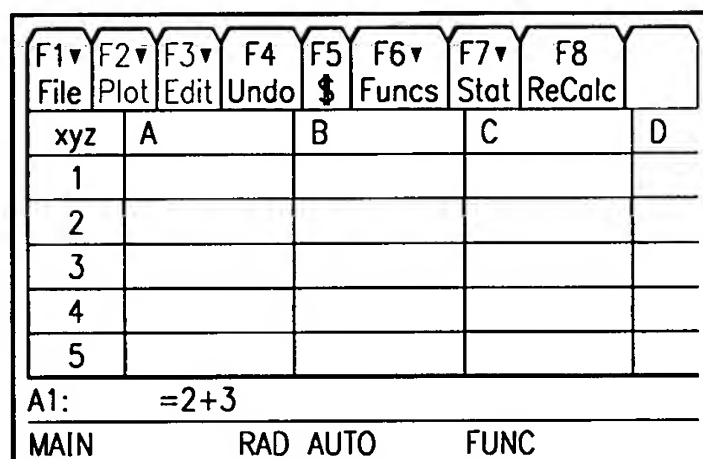 F1▼ F2▼ F3▼ F4 F5 F6▼ F7▼ F8
File Plot Edit Undo $ Funcs Stat ReCalc
xyz A B C D
1
2
3
4
5
A1: =2+3
MAIN RAD AUTO FUNC